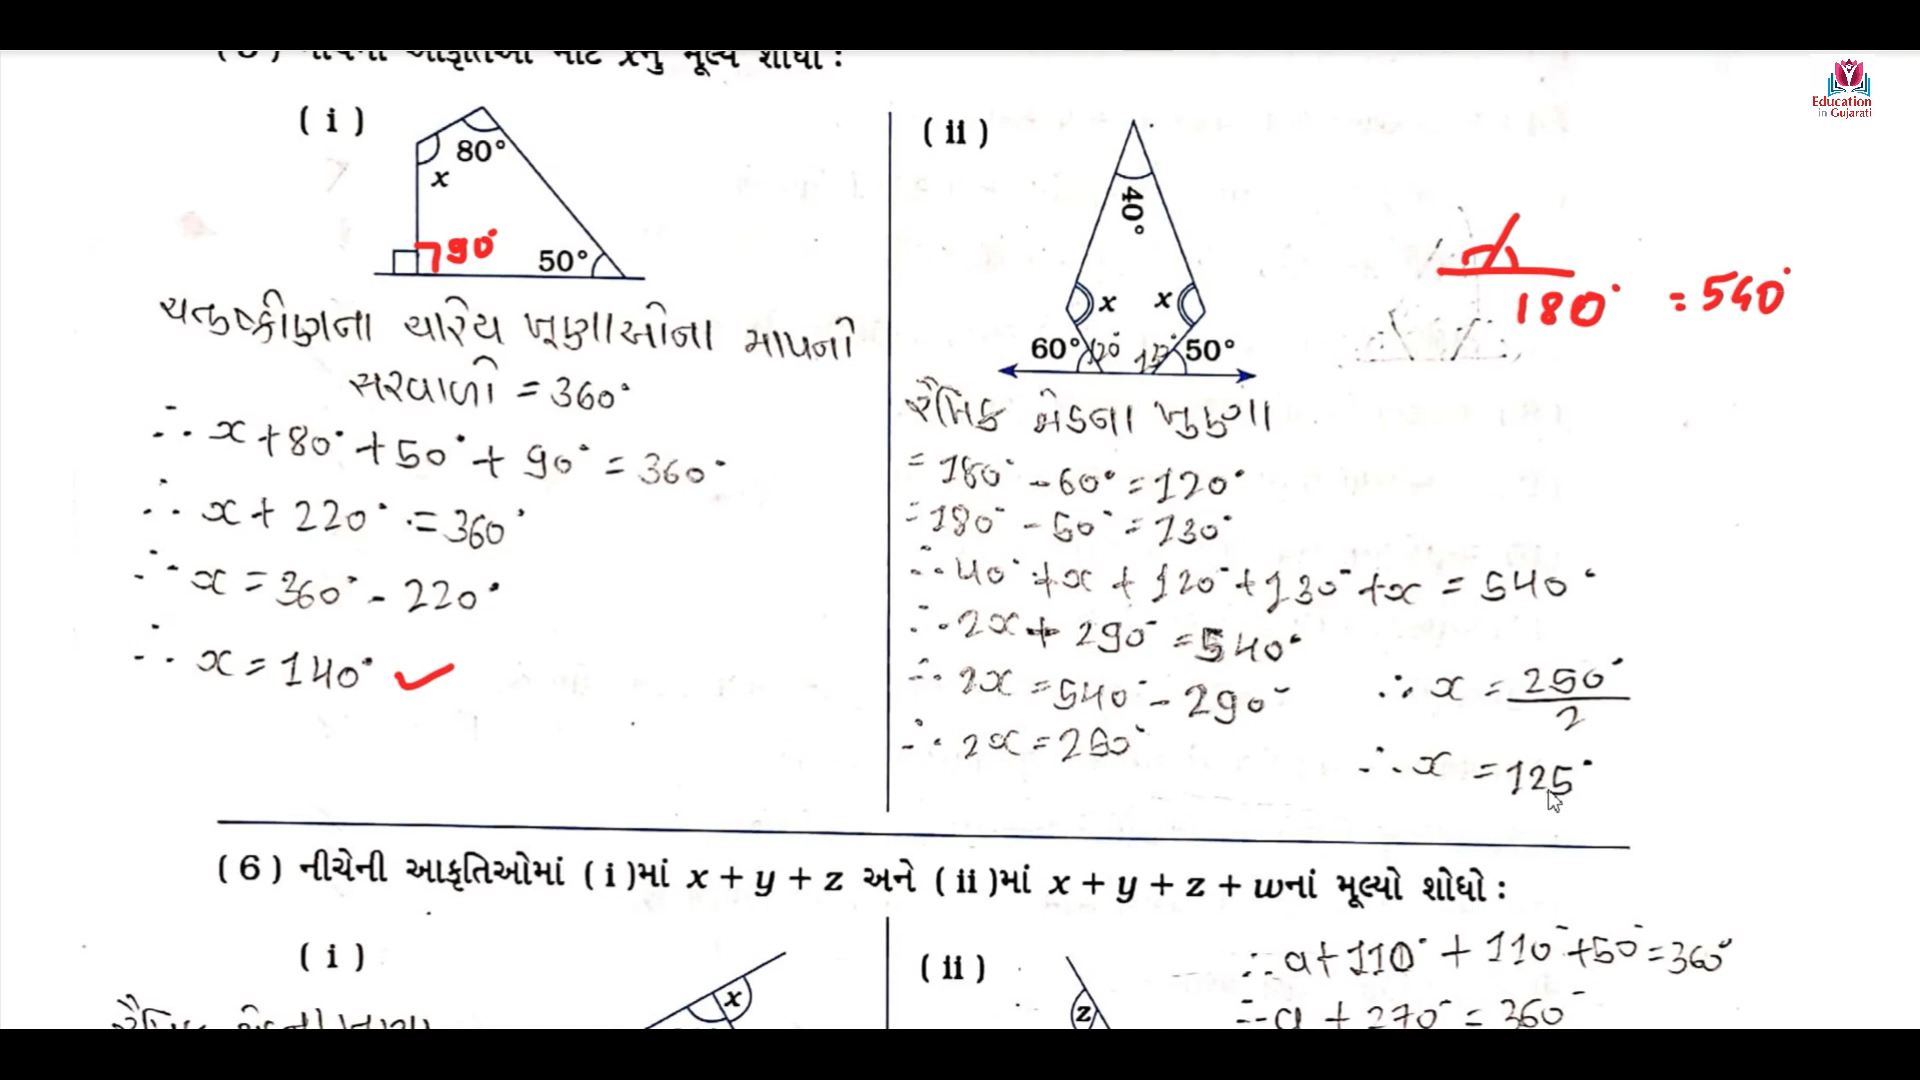 મૂલ્ય શોધો :
( i )
80°
x
90°
50°
ચતુષ્કોણના ચારેય ખૂણાઓના માપનો
સરવાળો = 360°
∴ x + 80° + 50° + 90° = 360°
∴ x + 220° = 360°
∴ x = 360° - 220°
∴ x = 140°
( ii )
40°
x x
60° 120° 50°
રૈખિક જોડના ખુણા
= 180° - 60° = 120°
= 180° - 50° = 130°
∴ 40° + x + 120° + 130° + x = 540°
∴ 2x + 290° = 540°
∴ 2x = 540° - 290°
∴ 2x = 250°
∴ x = 250° / 2
∴ x = 125°
180° = 540°
Education
in Gujarati
( 6 ) નીચેની આકૃતિઓમાં ( i )માં x + y + z અને ( ii )માં x + y + z + wનાં મૂલ્યો શોધો :
( i )
x
( ii )
z
∴ a + 110° + 110° + 50° = 360°
∴ a + 270° = 360°